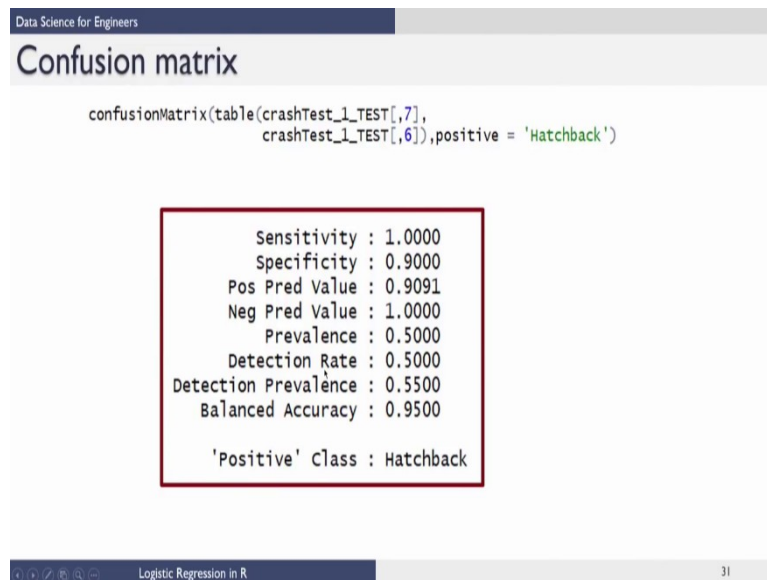 Data Science for Engineers
Confusion matrix
confusionMatrix(table(crashTest_1_TEST[,7],
crashTest_1_TEST[,6]),positive = 'Hatchback')
Sensitivity : 1.0000
Specificity : 0.9000
Pos Pred Value : 0.9091
Neg Pred Value : 1.0000
Prevalence : 0.5000
Detection Rate : 0.5000
Detection Prevalence : 0.5500
Balanced Accuracy : 0.9500
'Positive' Class : Hatchback
Logistic Regression in R
31